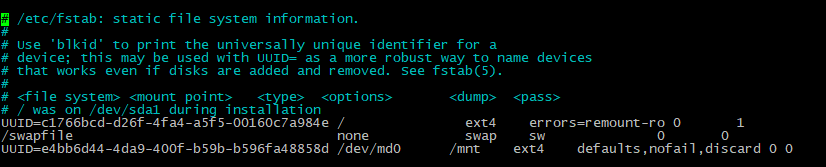 # /etc/fstab: static file system information.
#
# Use 'blkid' to print the universally unique identifier for a
# device; this may be used with UUID= as a more robust way to name devices
# that works even if disks are added and removed. See fstab(5).
#
# <file system> <mount point>   <type>  <options>       <dump>  <pass>
# / was on /dev/sda1 during installation
UUID=c1766bcd-d26f-4fa4-a5f5-00160c7a984e /               ext4    errors=remount-ro 0       1
/swapfile                                 none            swap    sw              0       0
UUID=e4bb6d44-4da9-400f-b59b-b596fa48858d /dev/md0      /mnt    ext4    defaults,nofail,discard 0 0